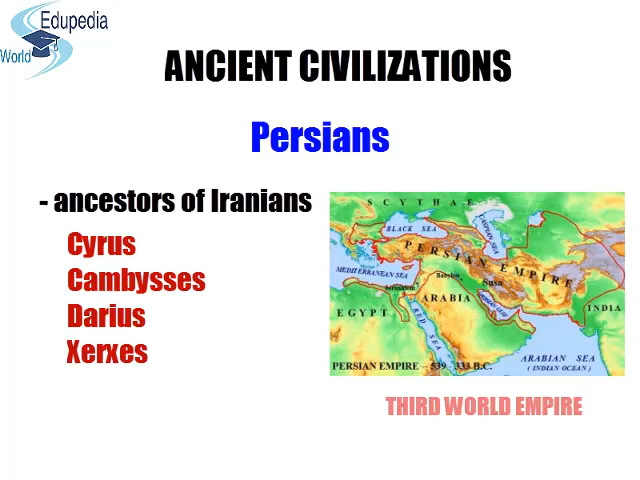 Edupedia
World
ANCIENT CIVILIZATIONS
Persians
- ancestors of Iranians
Cyrus
Cambysses
Darius
Xerxes
SCYTHAE
BLACK SEA
CASPIAN SEA
PERSIAN EMPIRE
MEDITERRANEAN SEA
Babylon
Susa
Jerusalem
ARABIA
PERSIAN GULF
INDIA
EGYPT
RED SEA
ARABIAN SEA
(INDIAN OCEAN)
PERSIAN EMPIRE - 539 - 333 B.C.
THIRD WORLD EMPIRE